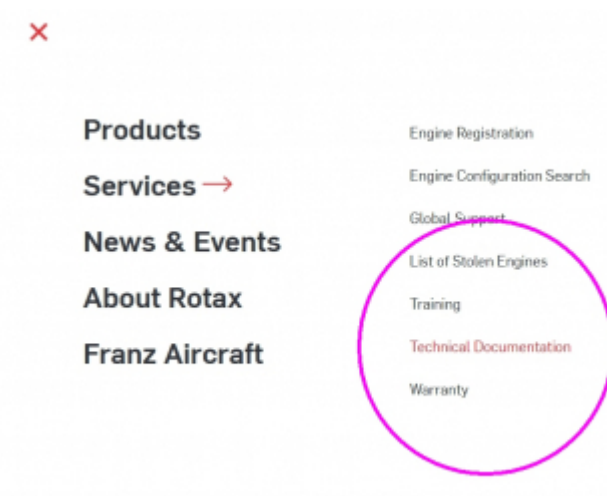 Products
Services
News & Events
About Rotax
Franz Aircraft
Engine Registration
Engine Configuration Search
Global Support
List of Stolen Engines
Training
Technical Documentation
Warranty